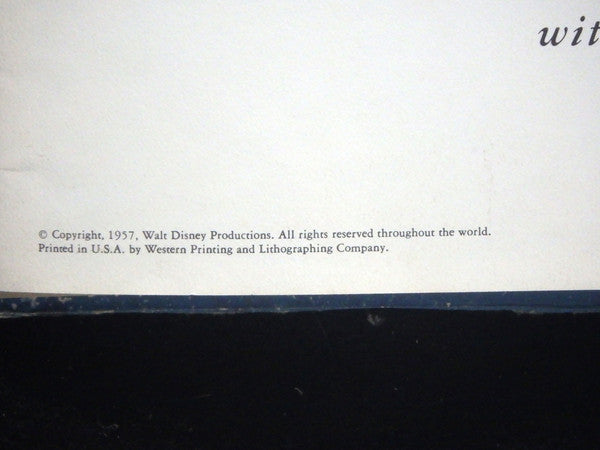 wit
© Copyright, 1957, Walt Disney Productions. All rights reserved throughout the world.
Printed in U.S.A. by Western Printing and Lithographing Company.